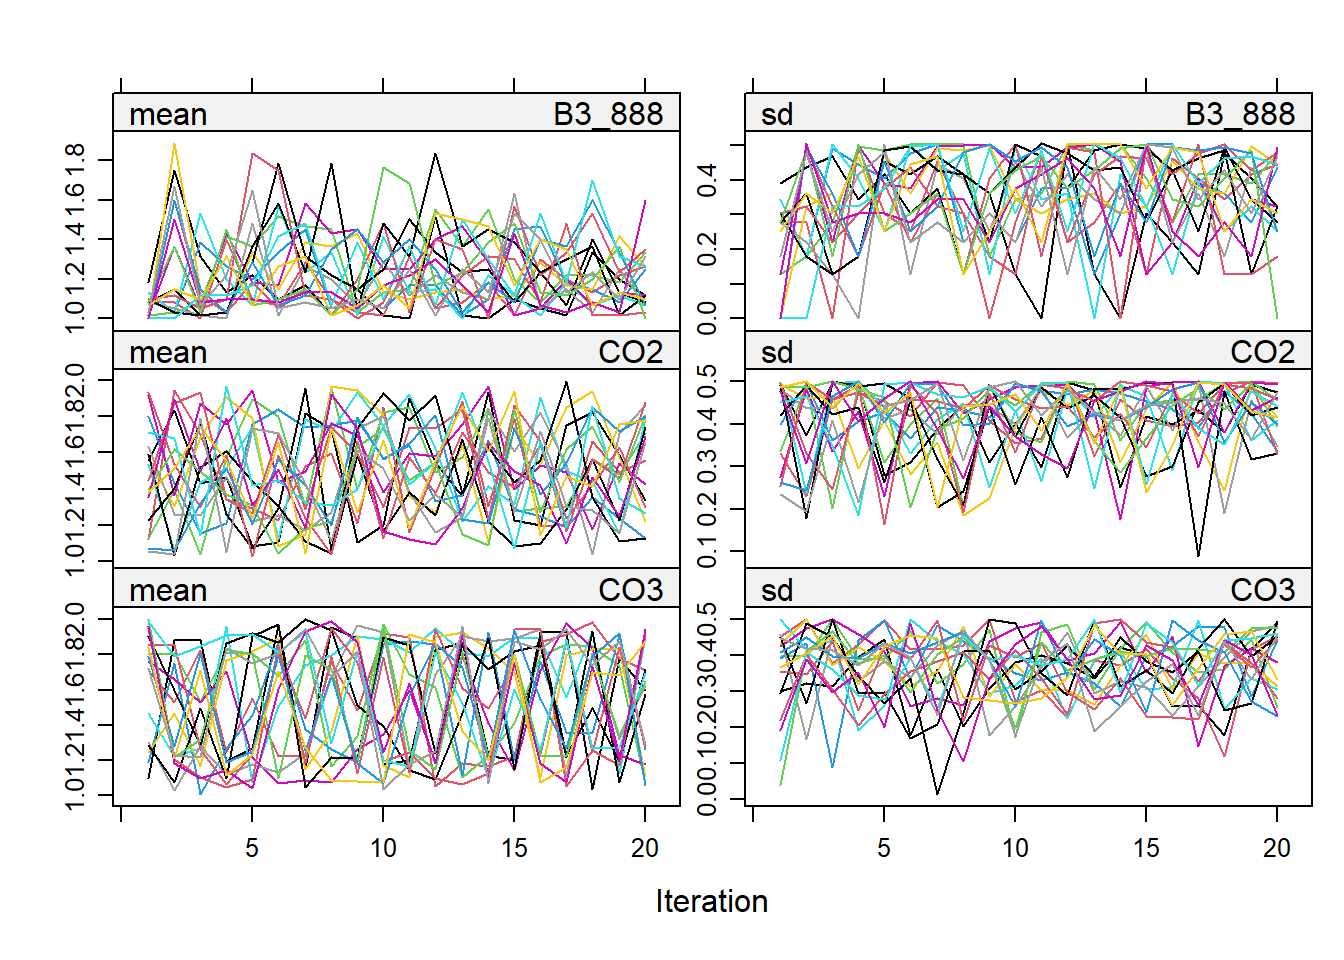 mean B3_888
1.0 1.2 1.4 1.6 1.8
sd B3_888
0.0 0.2 0.4
mean CO2
1.0 1.2 1.4 1.6 1.8 2.0
sd CO2
0.1 0.2 0.3 0.4 0.5
mean CO3
1.0 1.2 1.4 1.6 1.8 2.0
sd CO3
0.0 0.1 0.2 0.3 0.4 0.5
5 10 15 20
5 10 15 20
Iteration